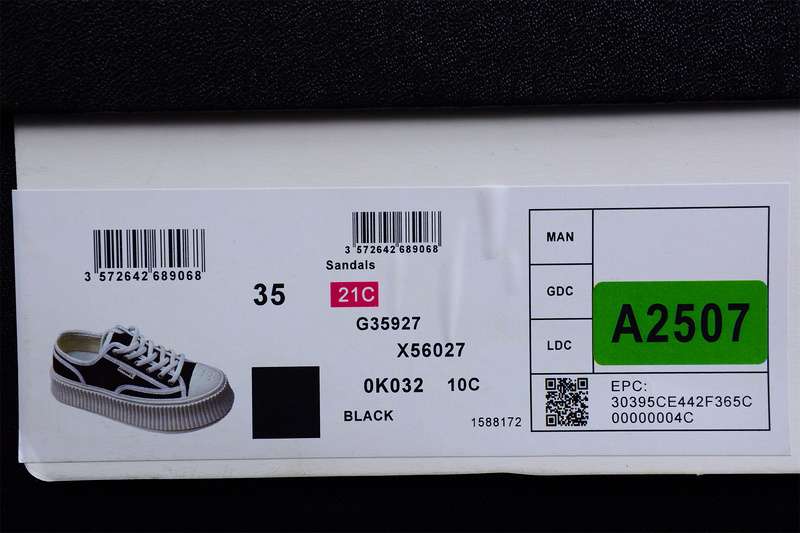 3 572642 689068
35
3 572642 689068
Sandals
21C
G35927
X56027
0K032 10C
BLACK
1588172
MAN
GDC
LDC
A2507
EPC:
30395CE442F365C
00000004C